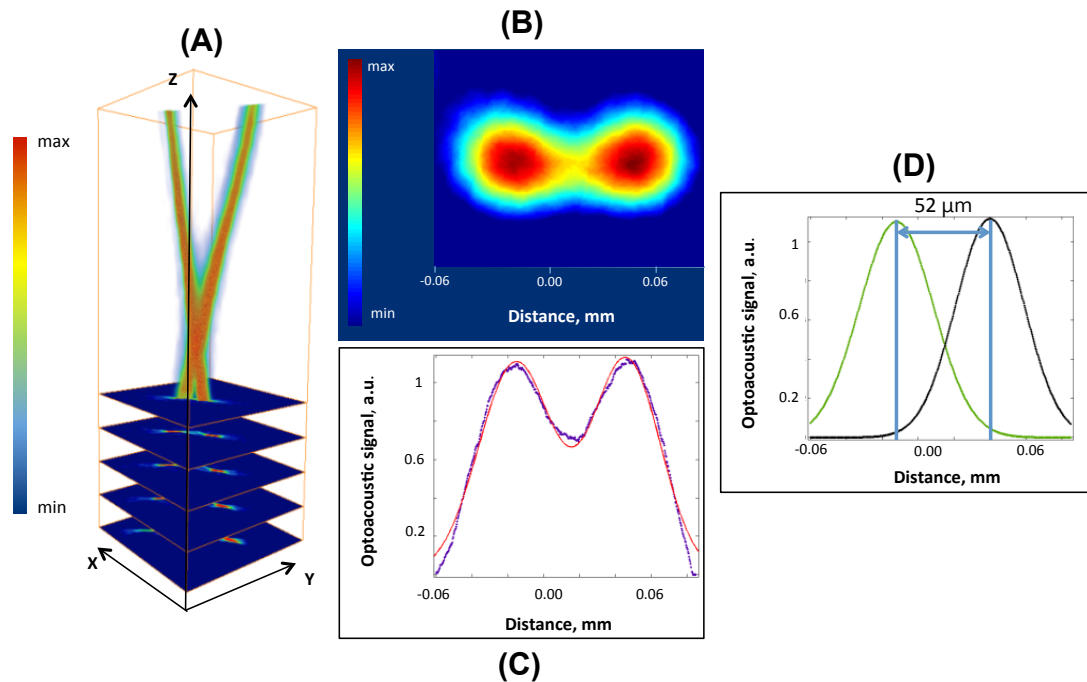 (A)
Z
max
min
X
Y
(B)
max
min
-0.06
0.00
0.06
Distance, mm
Optoacoustic signal, a.u.
1
0.6
0.2
-0.06
0.00
0.06
Distance, mm
(C)
(D)
52 µm
Optoacoustic signal, a.u.
1
0.6
0.2
-0.06
0.00
0.06
Distance, mm